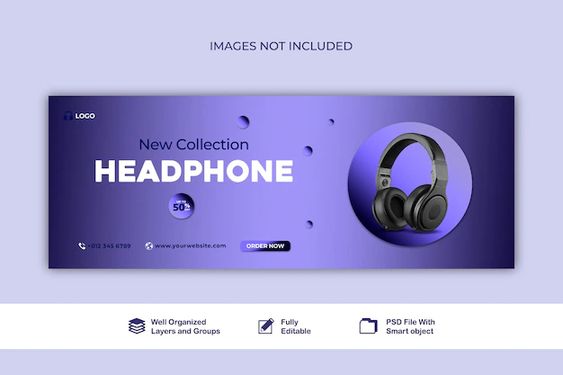 IMAGES NOT INCLUDED
LOGO
New Collection
HEADPHONE
50%
+012 345 6789
www.yourwebsite.com
ORDER NOW
Well Organized
Layers and Groups
Fully
Editable
PSD File With
Smart object